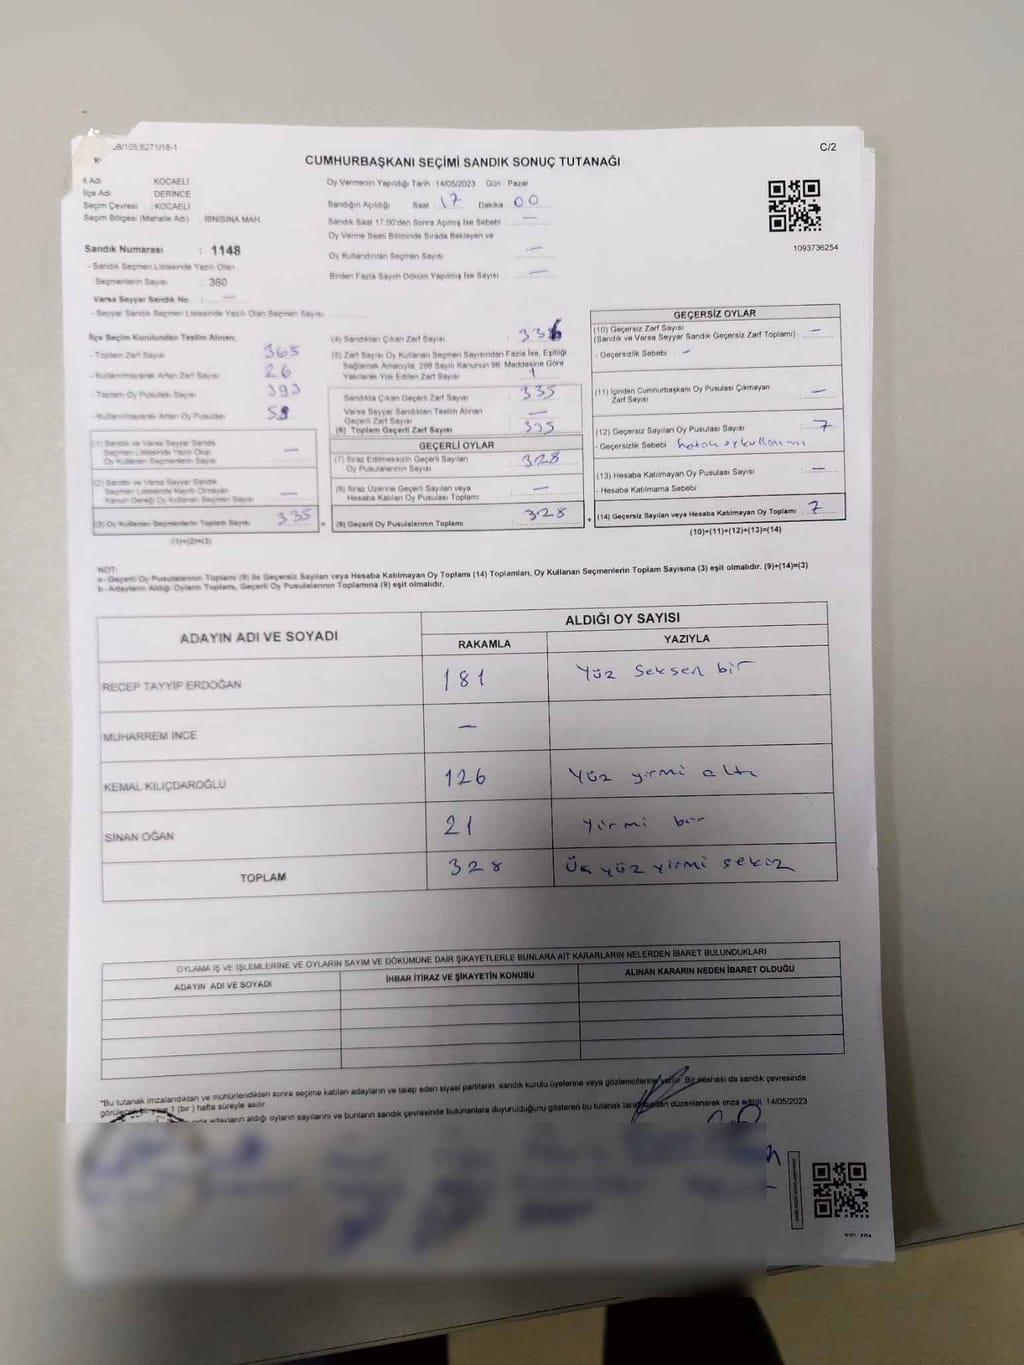 08/105.6271/18-1
C/2
CUMHURBAŞKANI SEÇİMİ SANDIK SONUÇ TUTANAĞI
İl Adı : KOCAELİ
İlçe Adı : DERİNCE
Seçim Çevresi : KOCAELİ
Seçim Bölgesi (Mahalle Adı) : İBNİSİNA MAH.
Sandık Numarası : 1148
- Sandık Seçmen Listesinde Yazılı Olan
Seçmenlerin Sayısı : 360
Varsa Seyyar Sandık No : —
- Seyyar Sandık Seçmen Listesinde Yazılı Olan Seçmen Sayısı
Oy Vermenin Yapıldığı Tarih :14/05/2023 Gün : Pazar
Sandığın Açıldığı Saat 17 Dakika 00
Sandık Saat 17:00'den Sonra Açılmış İse Sebebi : —
Oy Verme Saati Bitiminde Sırada Bekleyen ve
Oy Kullandırılan Seçmen Sayısı —
Birden Fazla Sayım Döküm Yapılmış İse Sayısı : —
1093736254
İlçe Seçim Kurulundan Teslim Alınan;
- Toplam Zarf Sayısı : 365
- Kullanılmayarak Artan Zarf Sayısı : 26
- Toplam Oy Pusulası Sayısı : 393
- Kullanılmayarak Artan Oy Pusulası :
(1) Sandık ve Varsa Seyyar Sandık
Seçmen Listesinde Yazılı Olup
Oy Kullanan Seçmenlerin Sayısı —
(2) Sandık ve Varsa Seyyar Sandık
Seçmen Listesinde Kayıtlı Olmayan
Kanun Gereği Oy Kullanan Seçmen Sayısı —
(3) Oy Kullanan Seçmenlerin Toplam Sayısı 335 =
(1)+(2)=(3)
(4) Sandıktan Çıkan Zarf Sayısı : 336
(5) Zarf Sayısı Oy Kullanan Seçmen Sayısından Fazla İse, Eşitliği
Sağlamak Amacıyla, 298 Sayılı Kanunun 98. Maddesine Göre
Yakılarak Yok Edilen Zarf Sayısı 1
Sandıkta Çıkan Geçerli Zarf Sayısı : 335
Varsa Seyyar Sandıktan Teslim Alınan
Geçerli Zarf Sayısı : —
(6) Toplam Geçerli Zarf Sayısı : 335
GEÇERLİ OYLAR
(7) İtiraz Edilmeksizin Geçerli Sayılan
Oy Pusulalarının Sayısı : 328
(8) İtiraz Üzerine Geçerli Sayılan veya
Hesaba Katılan Oy Pusulası Toplamı : —
(9) Geçerli Oy Pusulalarının Toplamı : 328 +
GEÇERSİZ OYLAR
(10) Geçersiz Zarf Sayısı
(Sandık ve Varsa Seyyar Sandık Geçersiz Zarf Toplamı) : —
- Geçersizlik Sebebi : —
(11) İçinden Cumhurbaşkanı Oy Pusulası Çıkmayan
Zarf Sayısı : —
(12) Geçersiz Sayılan Oy Pusulası Sayısı : 7
- Geçersizlik Sebebi : hatalı oy kullanımı
(13) Hesaba Katılmayan Oy Pusulası Sayısı : —
- Hesaba Katılmama Sebebi :
(14) Geçersiz Sayılan veya Hesaba Katılmayan Oy Toplamı : 7
(10)+(11)+(12)+(13)=(14)
NOT:
a- Geçerli Oy Pusulalarının Toplamı (9) ile Geçersiz Sayılan veya Hesaba Katılmayan Oy Toplamı (14) Toplamları, Oy Kullanan Seçmenlerin Toplam Sayısına (3) eşit olmalıdır. (9)+(14)=(3)
b- Adayların Aldığı Oyların Toplamı, Geçerli Oy Pusulalarının Toplamına (9) eşit olmalıdır.
ADAYIN ADI VE SOYADI
ALDIĞI OY SAYISI
RAKAMLA YAZIYLA
RECEP TAYYİP ERDOĞAN 181 Yüz Seksen bir
MUHARREM İNCE —
KEMAL KILIÇDAROĞLU 126 Yüz yirmi altı
SİNAN OĞAN 21 Yirmi bir
TOPLAM 328 Üç yüz yirmi sekiz
OYLAMA İŞ VE İŞLEMLERİNE VE OYLARIN SAYIM VE DÖKÜMÜNE DAİR ŞİKAYETLERLE BUNLARA AİT KARARLARIN NELERDEN İBARET BULUNDUKLARI
ADAYIN ADI VE SOYADI İHBAR İTİRAZ VE ŞİKAYETİN KONUSU ALINAN KARARIN NEDEN İBARET OLDUĞU
*Bu tutanak imzalandıktan ve mühürlendikten sonra seçime katılan adayların ve talep eden siyasi partilerin sandık kurulu üyelerine veya gözlemcilerine verilir. Bir nüshası da sandık çevresinde
1 (bir ) hafta süreyle asılır.
adayların aldığı oyların sayılarını ve bunların sandık çevresinde bulunanlara duyurulduğunu gösteren bu tutanak düzenlenerek imza edildi. 14/05/2023